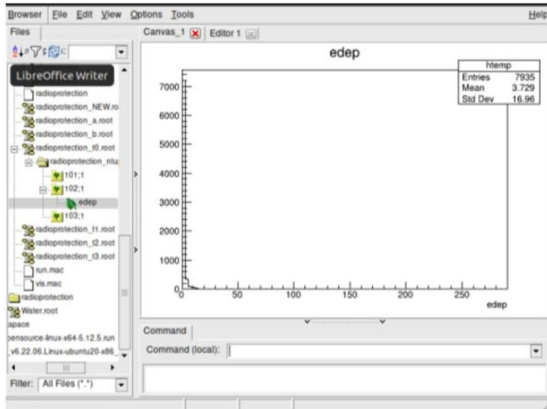 Browser File Edit View Options Tools Help
Files
Canvas_1 Editor 1
LibreOffice Writer
radioprotection
radioprotection_NEW.ro
radioprotection_a.root
radioprotection_b.root
radioprotection_t0.root
radioprotection_ntu
101;1
102;1
edep
103;1
radioprotection_t1.root
radioprotection_t2.root
radioprotection_t3.root
run.mac
vis.mac
radioprotection
Water.root
apace
pensource-linux-x64-5.12.5.run
_v6.22.06.Linux-ubuntu20-x86_
Filter: All Files (*.*)
edep
htemp
Entries 7935
Mean 3.729
Std Dev 16.96
7000
6000
5000
4000
3000
2000
1000
0
0 50 100 150 200 250
edep
Command
Command (local):